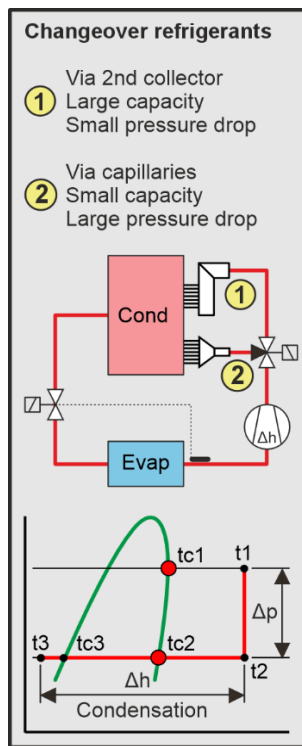 Changeover refrigerants
1
Via 2nd collector
Large capacity
Small pressure drop
2
Via capillaries
Small capacity
Large pressure drop
Cond
1
2
Δh
Evap
tc1
t1
Δp
t3
tc3
tc2
t2
Δh
Condensation